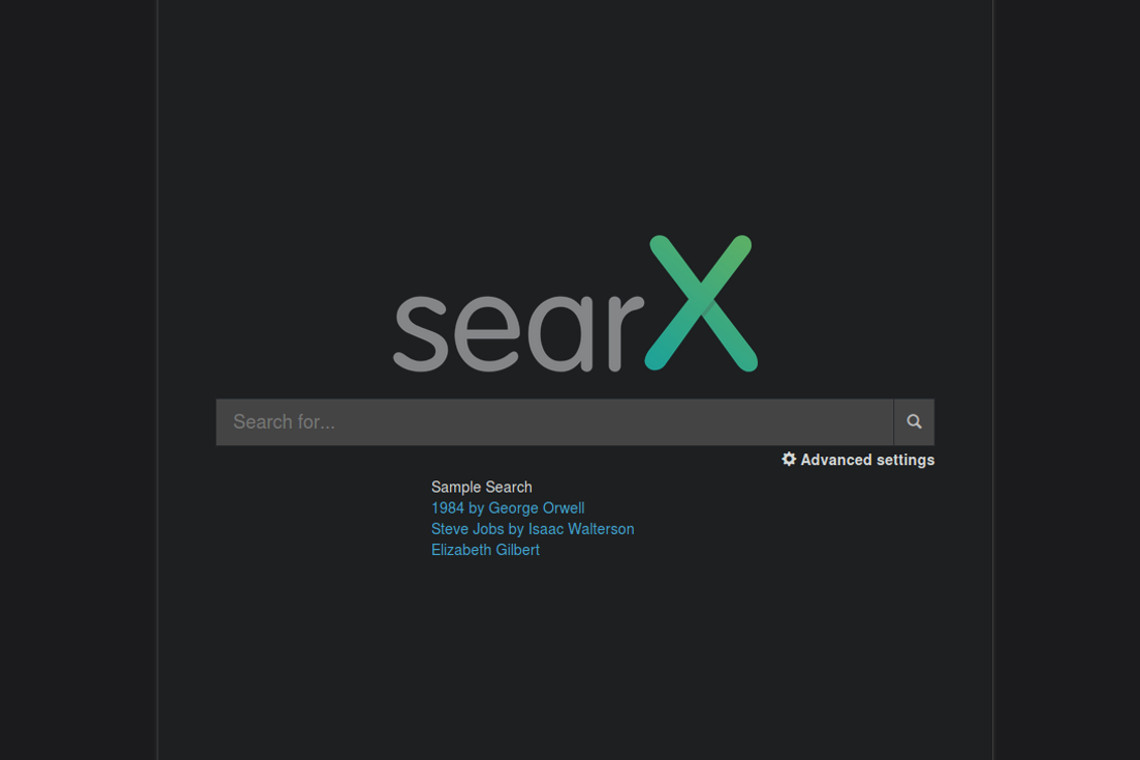 searX
Search for...
Advanced settings
Sample Search
1984 by George Orwell
Steve Jobs by Isaac Walterson
Elizabeth Gilbert